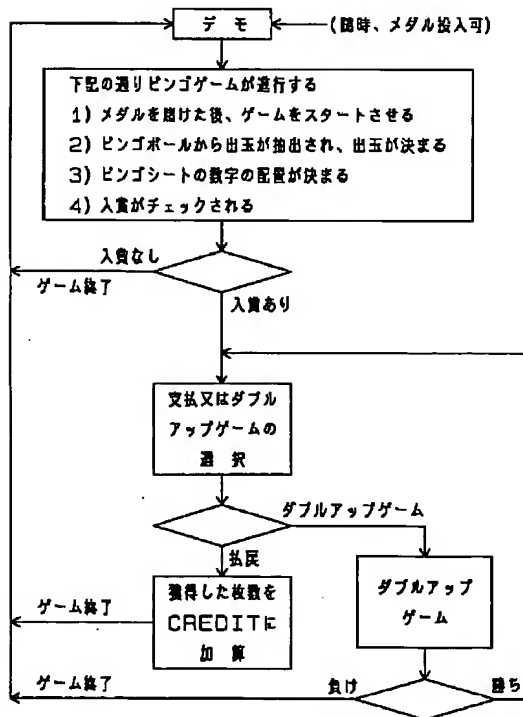 デモ
(随時、メダル投入可)
下記の通りビンゴゲームが進行する
1) メダルを賭けた後、ゲームをスタートさせる
2) ビンゴボールから出玉が抽出され、出玉が決まる
3) ビンゴシートの数字の配置が決まる
4) 入賞がチェックされる
入賞なし
ゲーム終了
入賞あり
支払又はダブル
アップゲームの
選択
ダブルアップゲーム
払戻
獲得した枚数を
CREDITに
加算
ゲーム終了
ダブルアップ
ゲーム
ゲーム終了
負け
勝ち